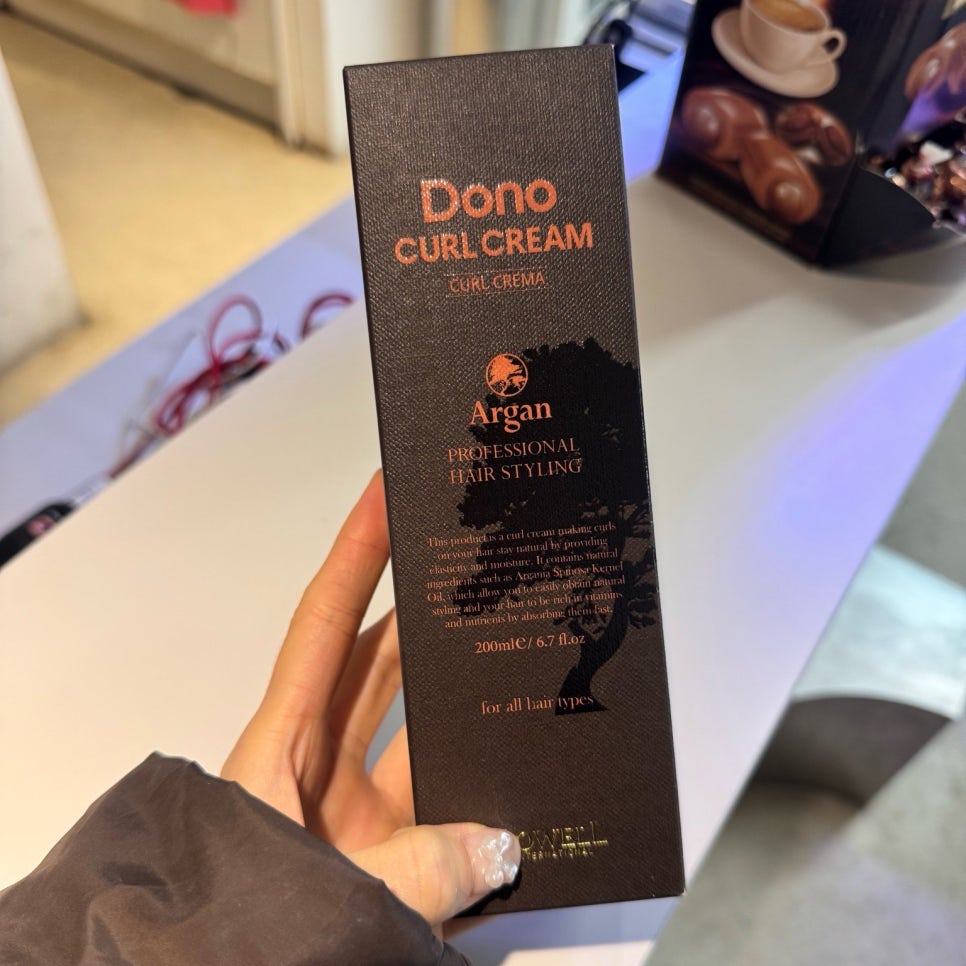 Dono
CURL CREAM
CURL CREMA
Argan
PROFESSIONAL
HAIR STYLING
This product is a curl cream making curls
on your hair stay natural by providing
elasticity and moisture. It contains natural
ingredients such as Argania Spinosa Kernel
Oil, which allow you to easily obtain natural
styling and your hair to be rich in vitamins
and nutrients by absorbing them fast.
200ml℮/ 6.7 fl.oz
for all hair types